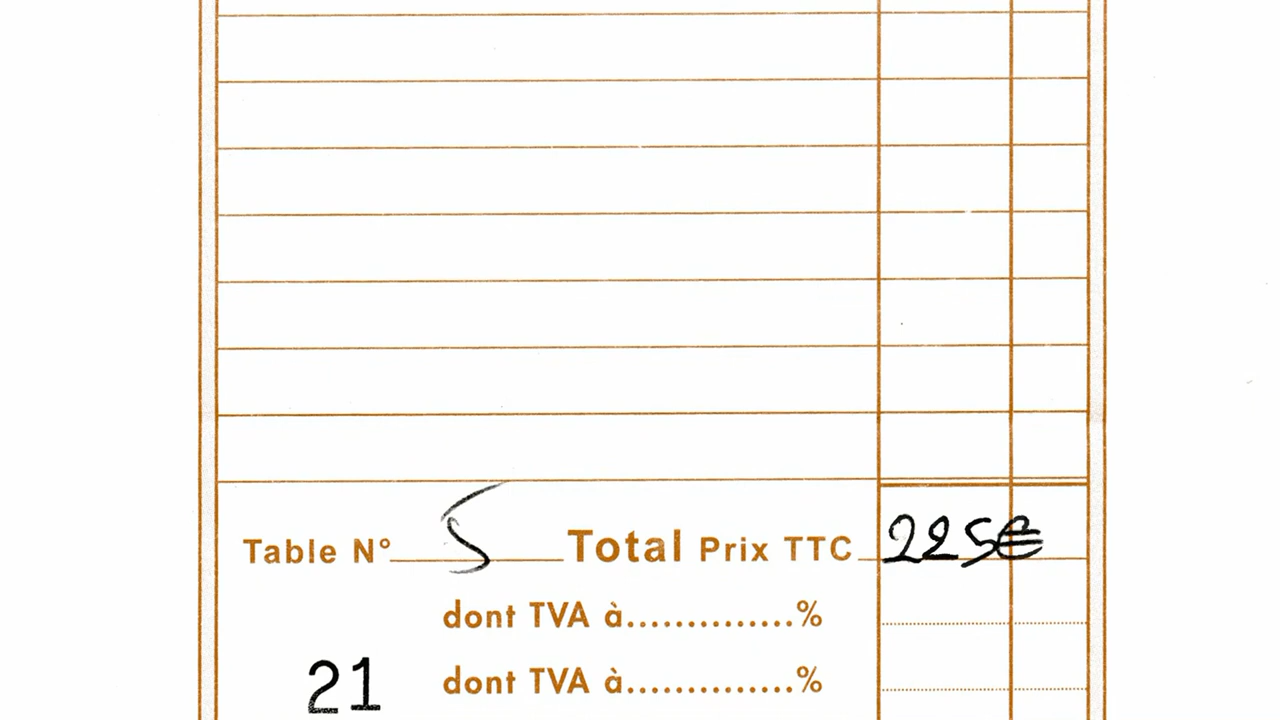 Table N° 5 Total Prix TTC 225€
dont TVA à..............%
21 dont TVA à..............%